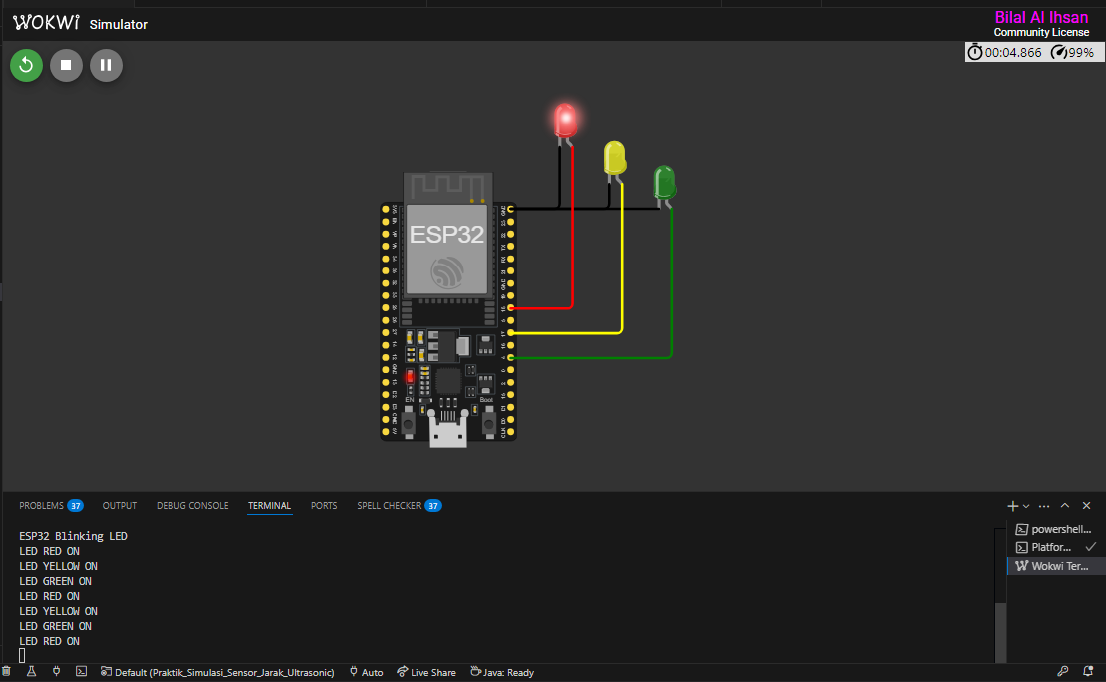 WOKWi Simulator
Bilal Al Ihsan
Community License
00:04.866 99%
ESP32
EN
Boot
PROBLEMS 37 OUTPUT DEBUG CONSOLE TERMINAL PORTS SPELL CHECKER 37
ESP32 Blinking LED
LED RED ON
LED YELLOW ON
LED GREEN ON
LED RED ON
LED YELLOW ON
LED GREEN ON
LED RED ON
powershell...
Platfor...
Wokwi Ter...
Default (Praktik_Simulasi_Sensor_Jarak_Ultrasonic) Auto Live Share Java: Ready